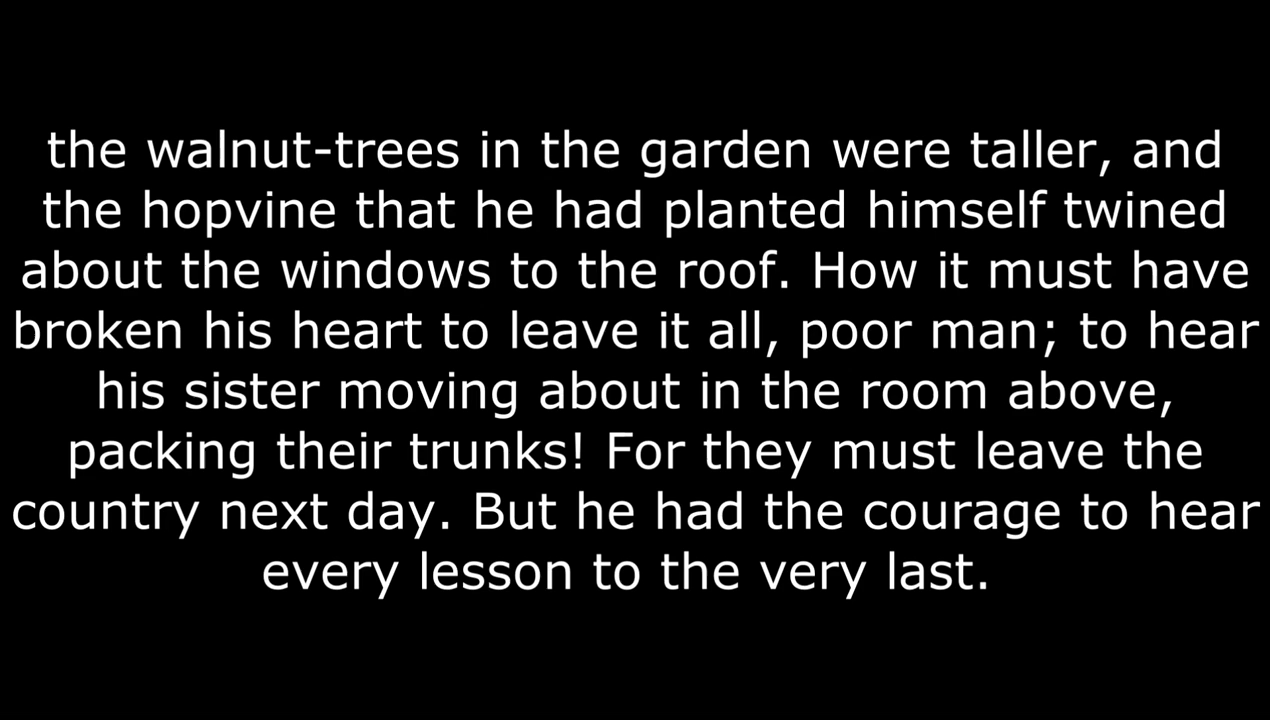 the walnut-trees in the garden were taller, and
the hopvine that he had planted himself twined
about the windows to the roof. How it must have
broken his heart to leave it all, poor man; to hear
his sister moving about in the room above,
packing their trunks! For they must leave the
country next day. But he had the courage to hear
every lesson to the very last.